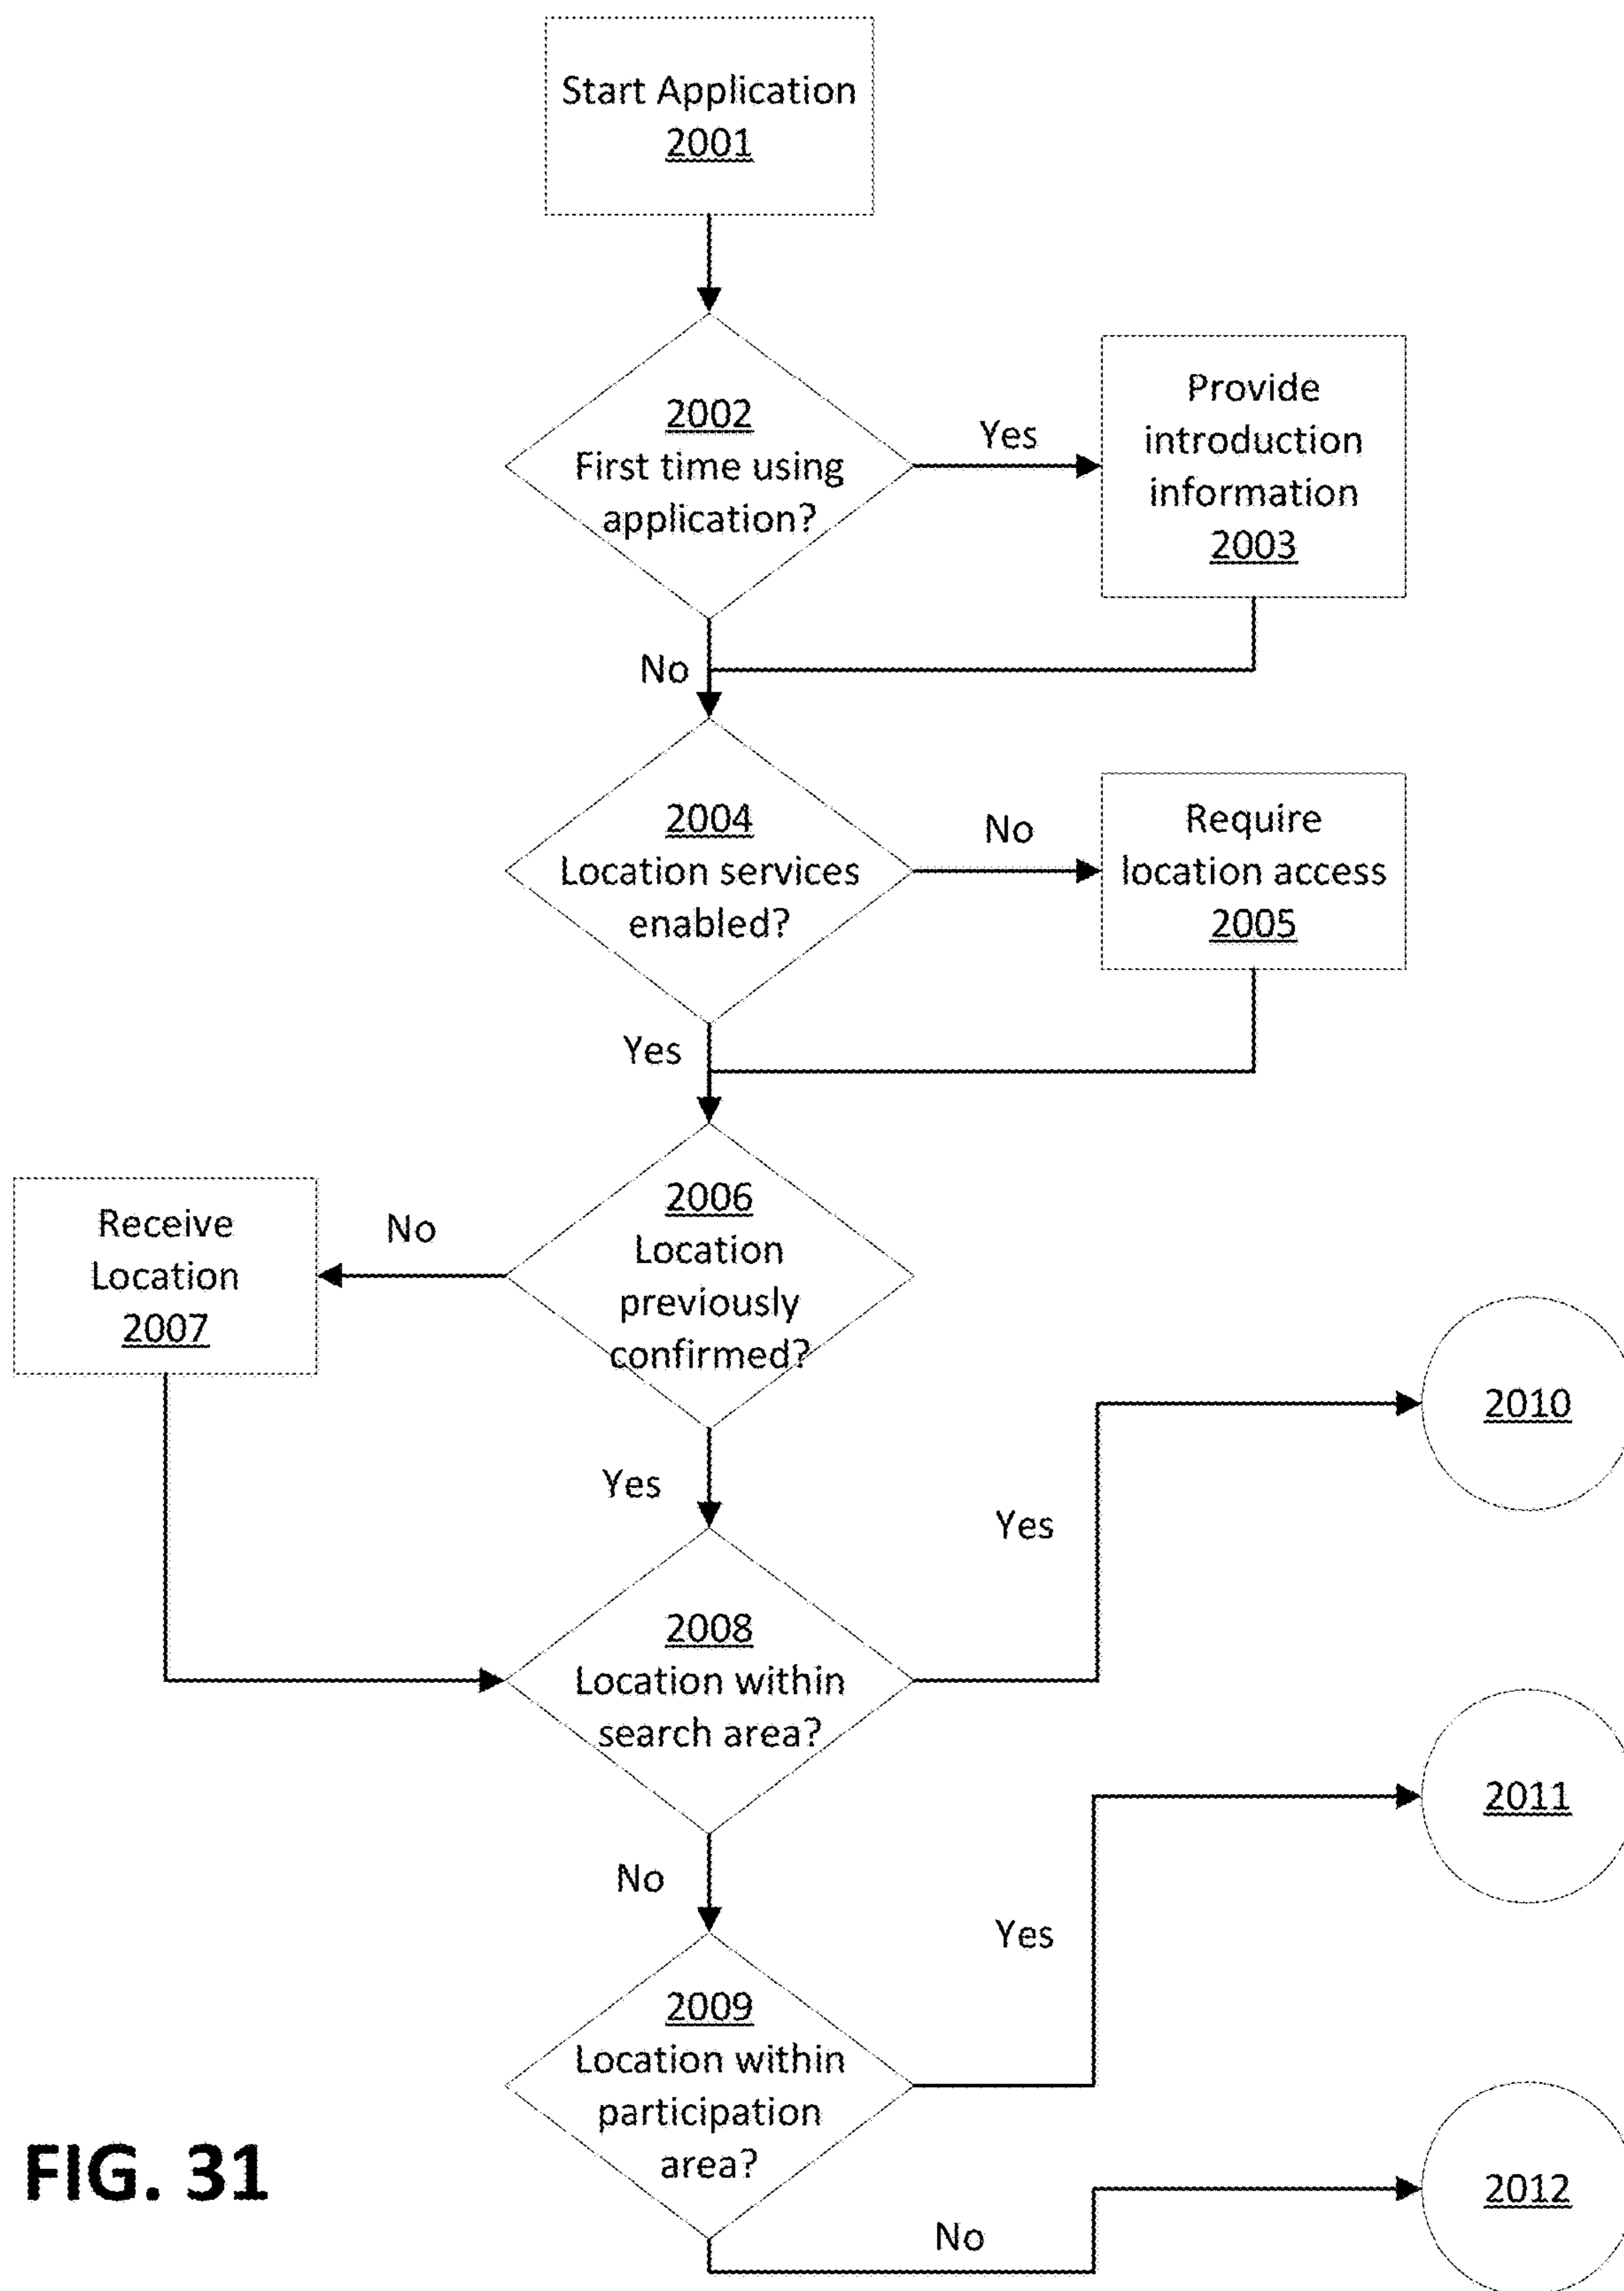 Start Application
2001
2002
First time using
application?
Yes
Provide
introduction
information
2003
No
2004
Location services
enabled?
No
Require
location access
2005
Yes
2006
Location
previously
confirmed?
No
Receive
Location
2007
Yes
2008
Location within
search area?
Yes
2010
No
2009
Location within
participation
area?
Yes
2011
No
2012
FIG. 31